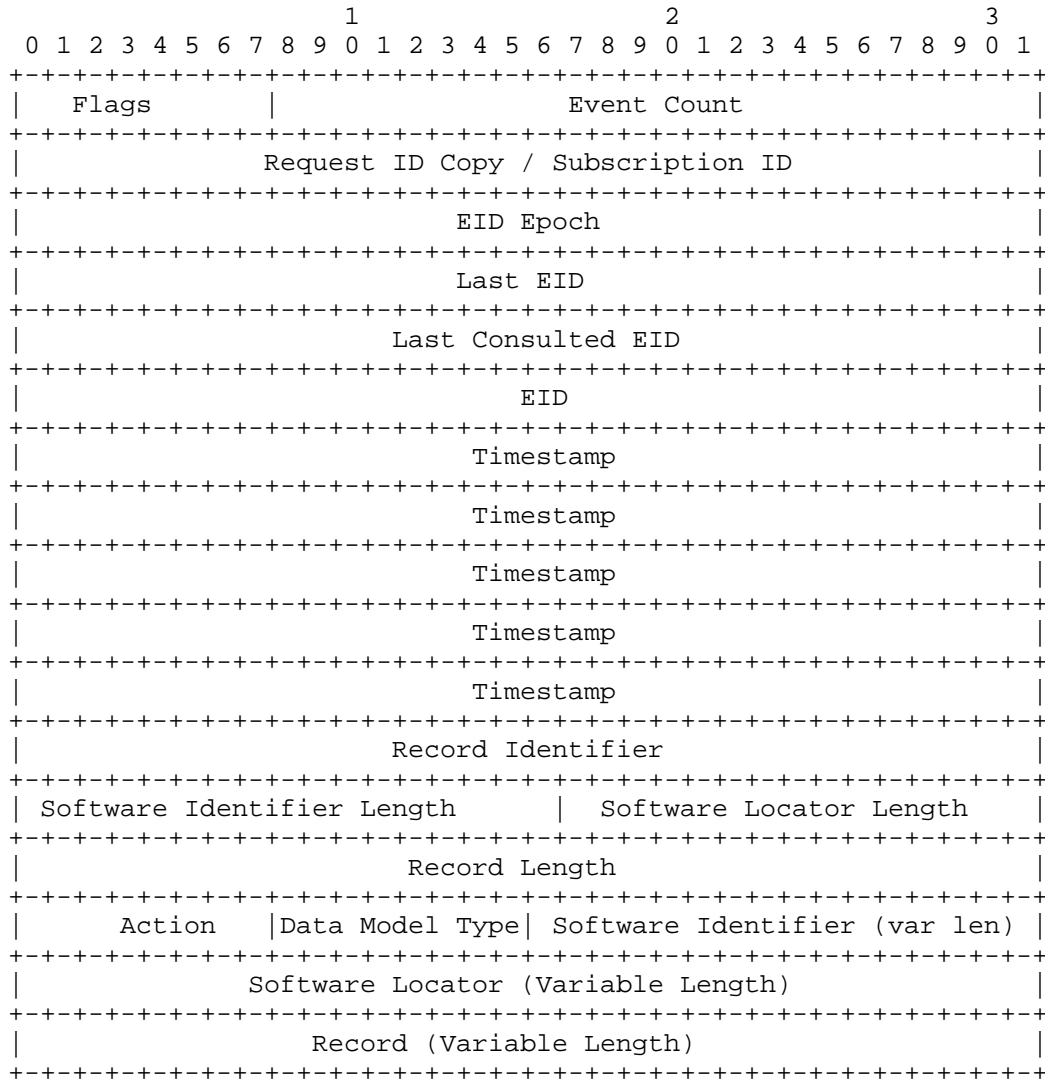 1                   2                   3
 0 1 2 3 4 5 6 7 8 9 0 1 2 3 4 5 6 7 8 9 0 1 2 3 4 5 6 7 8 9 0 1
+-+-+-+-+-+-+-+-+-+-+-+-+-+-+-+-+-+-+-+-+-+-+-+-+-+-+-+-+-+-+-+-+
|   Flags       |                  Event Count                  |
+-+-+-+-+-+-+-+-+-+-+-+-+-+-+-+-+-+-+-+-+-+-+-+-+-+-+-+-+-+-+-+-+
|               Request ID Copy / Subscription ID               |
+-+-+-+-+-+-+-+-+-+-+-+-+-+-+-+-+-+-+-+-+-+-+-+-+-+-+-+-+-+-+-+-+
|                           EID Epoch                           |
+-+-+-+-+-+-+-+-+-+-+-+-+-+-+-+-+-+-+-+-+-+-+-+-+-+-+-+-+-+-+-+-+
|                           Last EID                            |
+-+-+-+-+-+-+-+-+-+-+-+-+-+-+-+-+-+-+-+-+-+-+-+-+-+-+-+-+-+-+-+-+
|                       Last Consulted EID                      |
+-+-+-+-+-+-+-+-+-+-+-+-+-+-+-+-+-+-+-+-+-+-+-+-+-+-+-+-+-+-+-+-+
|                               EID                             |
+-+-+-+-+-+-+-+-+-+-+-+-+-+-+-+-+-+-+-+-+-+-+-+-+-+-+-+-+-+-+-+-+
|                            Timestamp                          |
+-+-+-+-+-+-+-+-+-+-+-+-+-+-+-+-+-+-+-+-+-+-+-+-+-+-+-+-+-+-+-+-+
|                            Timestamp                          |
+-+-+-+-+-+-+-+-+-+-+-+-+-+-+-+-+-+-+-+-+-+-+-+-+-+-+-+-+-+-+-+-+
|                            Timestamp                          |
+-+-+-+-+-+-+-+-+-+-+-+-+-+-+-+-+-+-+-+-+-+-+-+-+-+-+-+-+-+-+-+-+
|                            Timestamp                          |
+-+-+-+-+-+-+-+-+-+-+-+-+-+-+-+-+-+-+-+-+-+-+-+-+-+-+-+-+-+-+-+-+
|                            Timestamp                          |
+-+-+-+-+-+-+-+-+-+-+-+-+-+-+-+-+-+-+-+-+-+-+-+-+-+-+-+-+-+-+-+-+
|                       Record Identifier                       |
+-+-+-+-+-+-+-+-+-+-+-+-+-+-+-+-+-+-+-+-+-+-+-+-+-+-+-+-+-+-+-+-+
| Software Identifier Length      |  Software Locator Length    |
+-+-+-+-+-+-+-+-+-+-+-+-+-+-+-+-+-+-+-+-+-+-+-+-+-+-+-+-+-+-+-+-+
|                        Record Length                          |
+-+-+-+-+-+-+-+-+-+-+-+-+-+-+-+-+-+-+-+-+-+-+-+-+-+-+-+-+-+-+-+-+
|      Action   |Data Model Type| Software Identifier (var len) |
+-+-+-+-+-+-+-+-+-+-+-+-+-+-+-+-+-+-+-+-+-+-+-+-+-+-+-+-+-+-+-+-+
|              Software Locator (Variable Length)               |
+-+-+-+-+-+-+-+-+-+-+-+-+-+-+-+-+-+-+-+-+-+-+-+-+-+-+-+-+-+-+-+-+
|                  Record (Variable Length)                     |
+-+-+-+-+-+-+-+-+-+-+-+-+-+-+-+-+-+-+-+-+-+-+-+-+-+-+-+-+-+-+-+-+